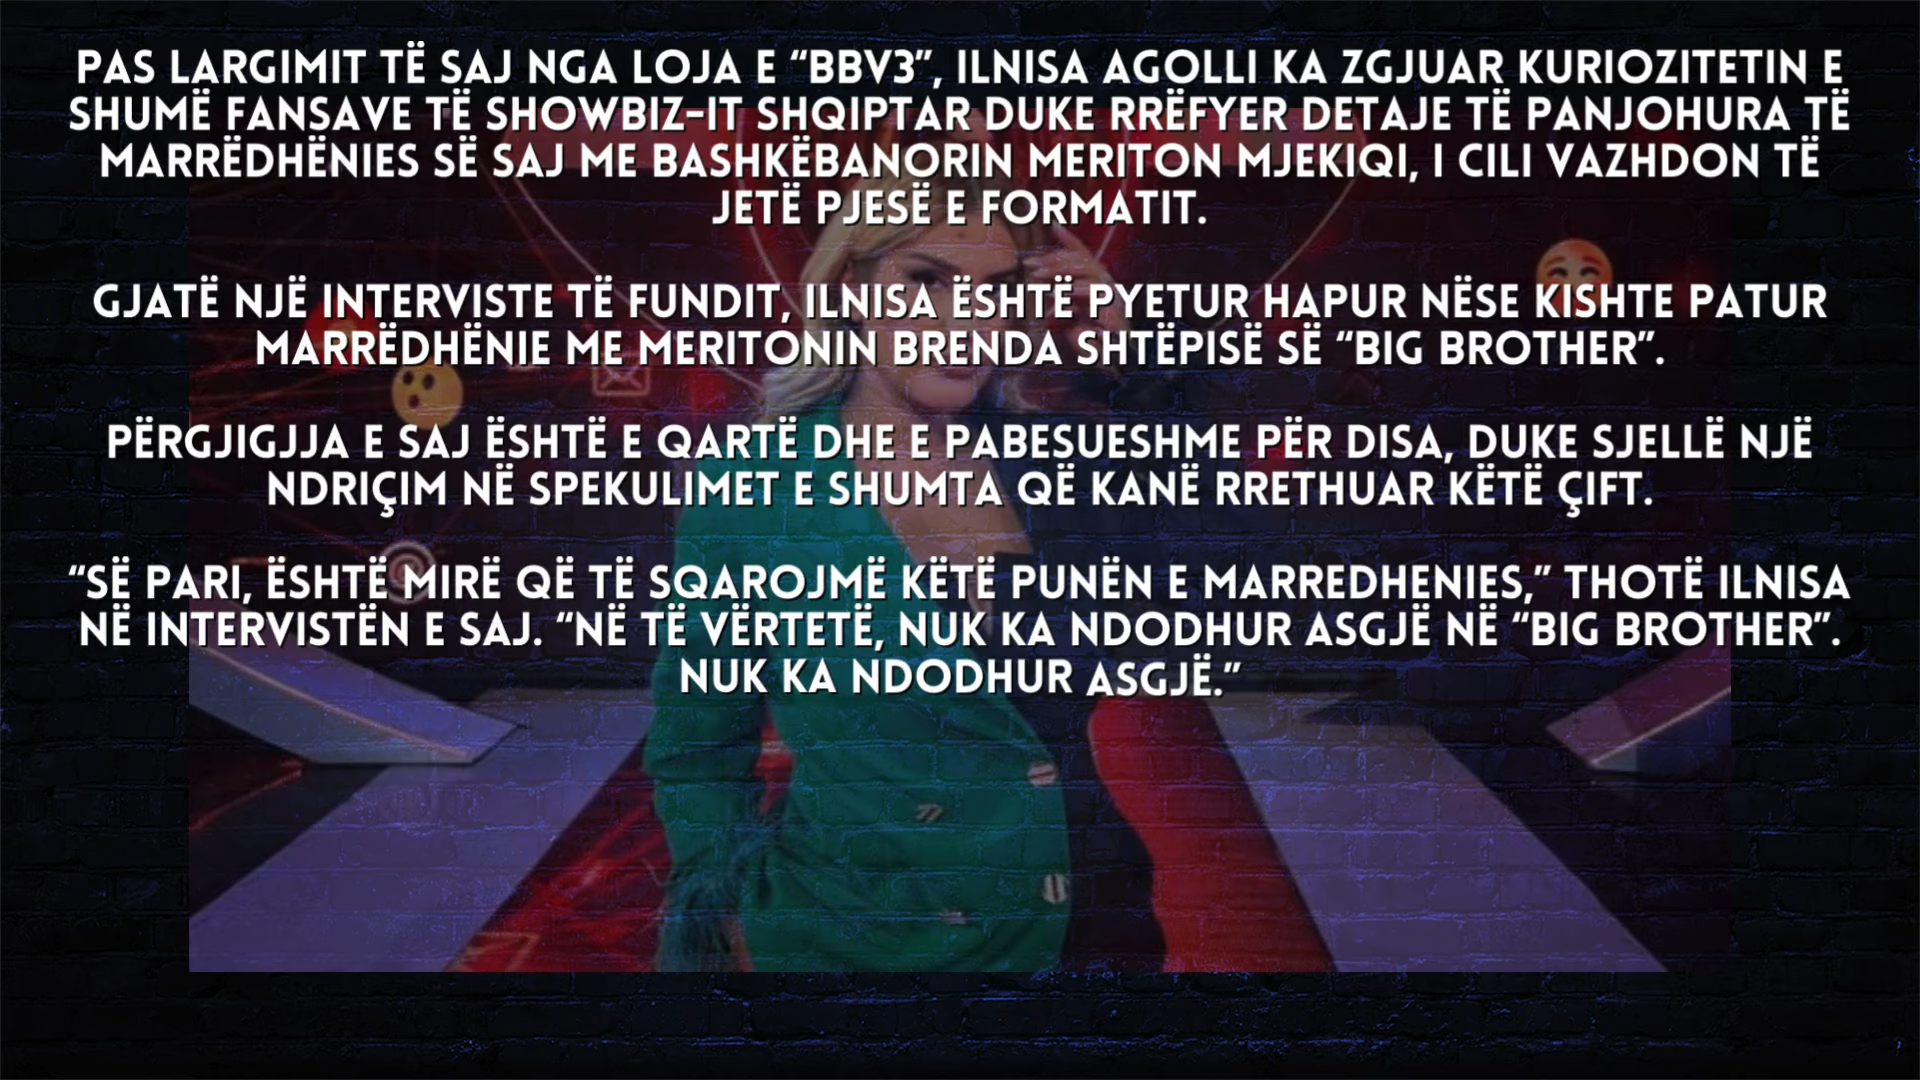 PAS LARGIMIT TË SAJ NGA LOJA E “BBV3”, ILNISA AGOLLI KA ZGJUAR KURIOZITETIN E
SHUMË FANSAVE TË SHOWBIZ-IT SHQIPTAR DUKE RRËFYER DETAJE TË PANJOHURA TË
MARRËDHËNIES SË SAJ ME BASHKËBANORIN MERITON MJEKIQI, I CILI VAZHDON TË
JETË PJESË E FORMATIT.
GJATË NJË INTERVISTE TË FUNDIT, ILNISA ËSHTË PYETUR HAPUR NËSE KISHTE PATUR
MARRËDHËNIE ME MERITONIN BRENDA SHTËPISË SË “BIG BROTHER”.
PËRGJIGJJA E SAJ ËSHTË E QARTË DHE E PABESUESHME PËR DISA, DUKE SJELLË NJË
NDRIÇIM NË SPEKULIMET E SHUMTA QË KANË RRETHUAR KËTË ÇIFT.
“SË PARI, ËSHTË MIRË QË TË SQAROJMË KËTË PUNËN E MARREDHENIES,” THOTË ILNISA
NË INTERVISTËN E SAJ. “NË TË VËRTETË, NUK KA NDODHUR ASGJË NË “BIG BROTHER”.
NUK KA NDODHUR ASGJË.”